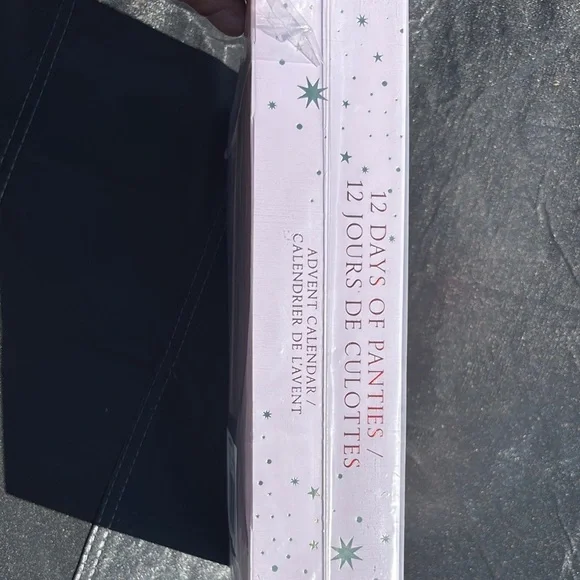 12 DAYS OF PANTIES /
12 JOURS DE CULOTTES
ADVENT CALENDAR /
CALENDRIER DE L'AVENT